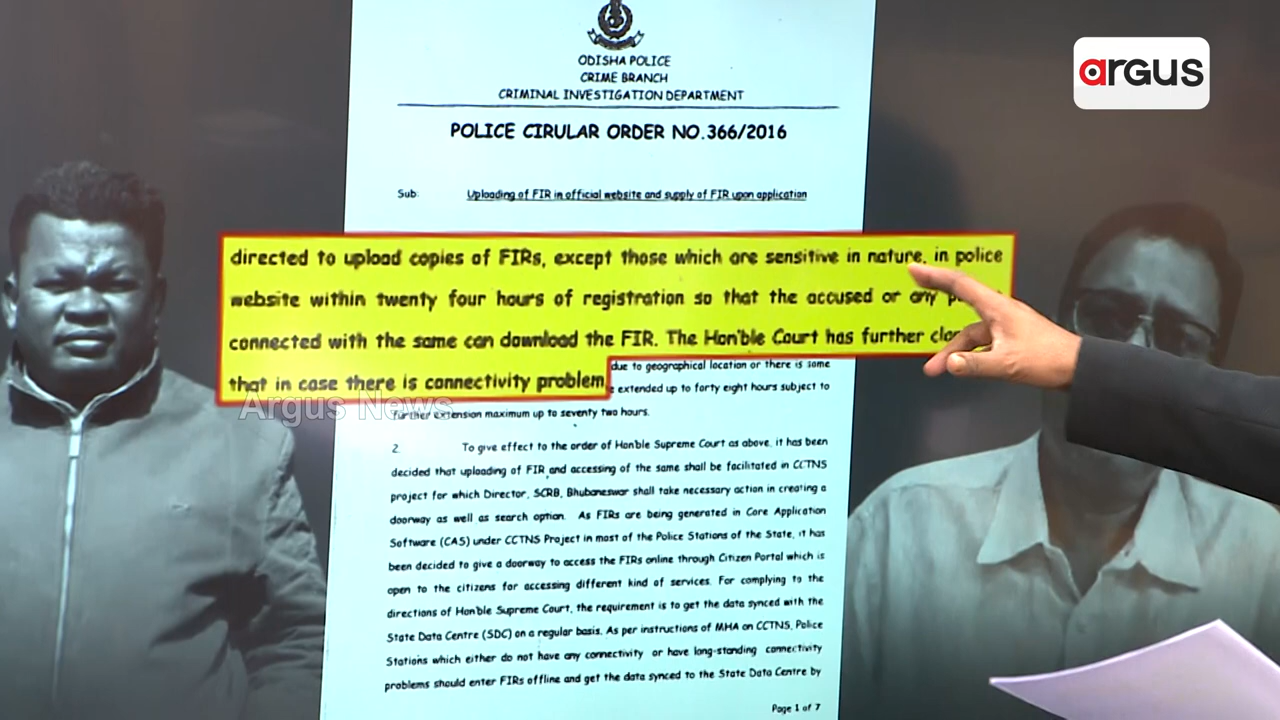 argus
ODISHA POLICE
CRIME BRANCH
CRIMINAL INVESTIGATION DEPARTMENT
POLICE CIRULAR ORDER NO.366/2016
Sub: Uploading of FIR in official website and supply of FIR upon application
directed to upload copies of FIRs, except those which are sensitive in nature, in police
website within twenty four hours of registration so that the accused or any
connected with the same can download the FIR. The Hon'ble Court has further
that in case there is connectivity problem
due to geographical location or there is some
extended up to forty eight hours subject to
further extension maximum up to seventy two hours.
Argus News
2. To give effect to the order of Hon'ble Supreme Court as above, it has been
decided that uploading of FIR and accessing of the same shall be facilitated in CCTNS
project for which Director, SCRB, Bhubaneswar shall take necessary action in creating a
doorway as well as search option. As FIRs are being generated in Core Application
Software (CAS) under CCTNS Project in most of the Police Stations of the State, it has
been decided to give a doorway to access the FIRs online through Citizen Portal which is
open to the citizens for accessing different kind of services. For complying to the
directions of Hon'ble Supreme Court, the requirement is to get the data synced with the
State Data Centre (SDC) on a regular basis. As per instructions of MHA on CCTNS, Police
Stations which either do not have any connectivity or have long-standing connectivity
problems should enter FIRs offline and get the data synced to the State Data Centre by
Page 1 of 7